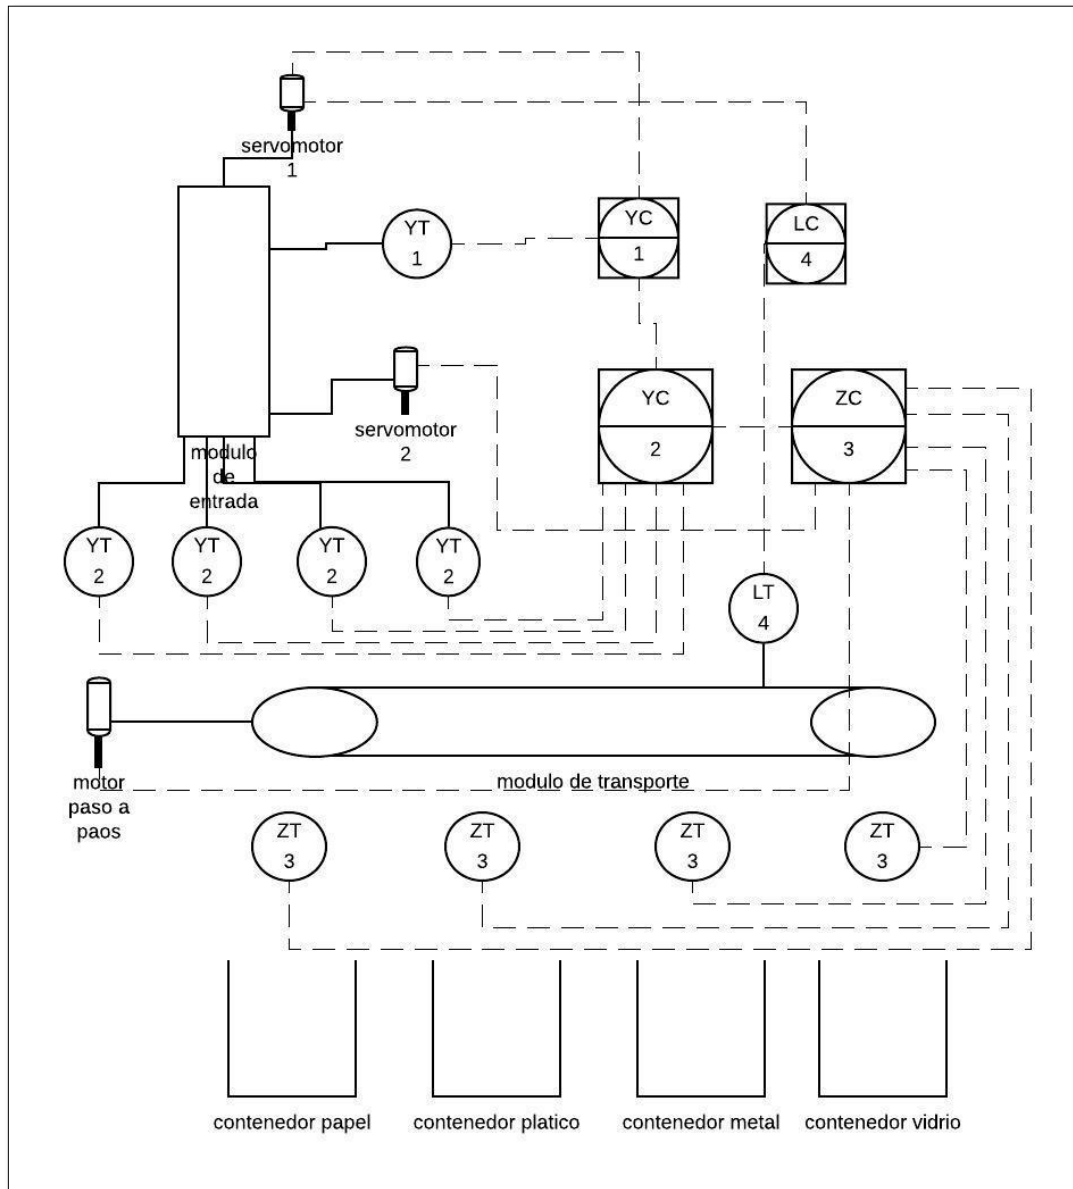 servomotor
1
YT
1
YC
1
LC
4
servomotor
2
YC
2
ZC
3
modulo
de
entrada
YT
2
YT
2
YT
2
YT
2
LT
4
motor
paso a
paos
modulo de transporte
ZT
3
ZT
3
ZT
3
ZT
3
contenedor papel
contenedor platico
contenedor metal
contenedor vidrio